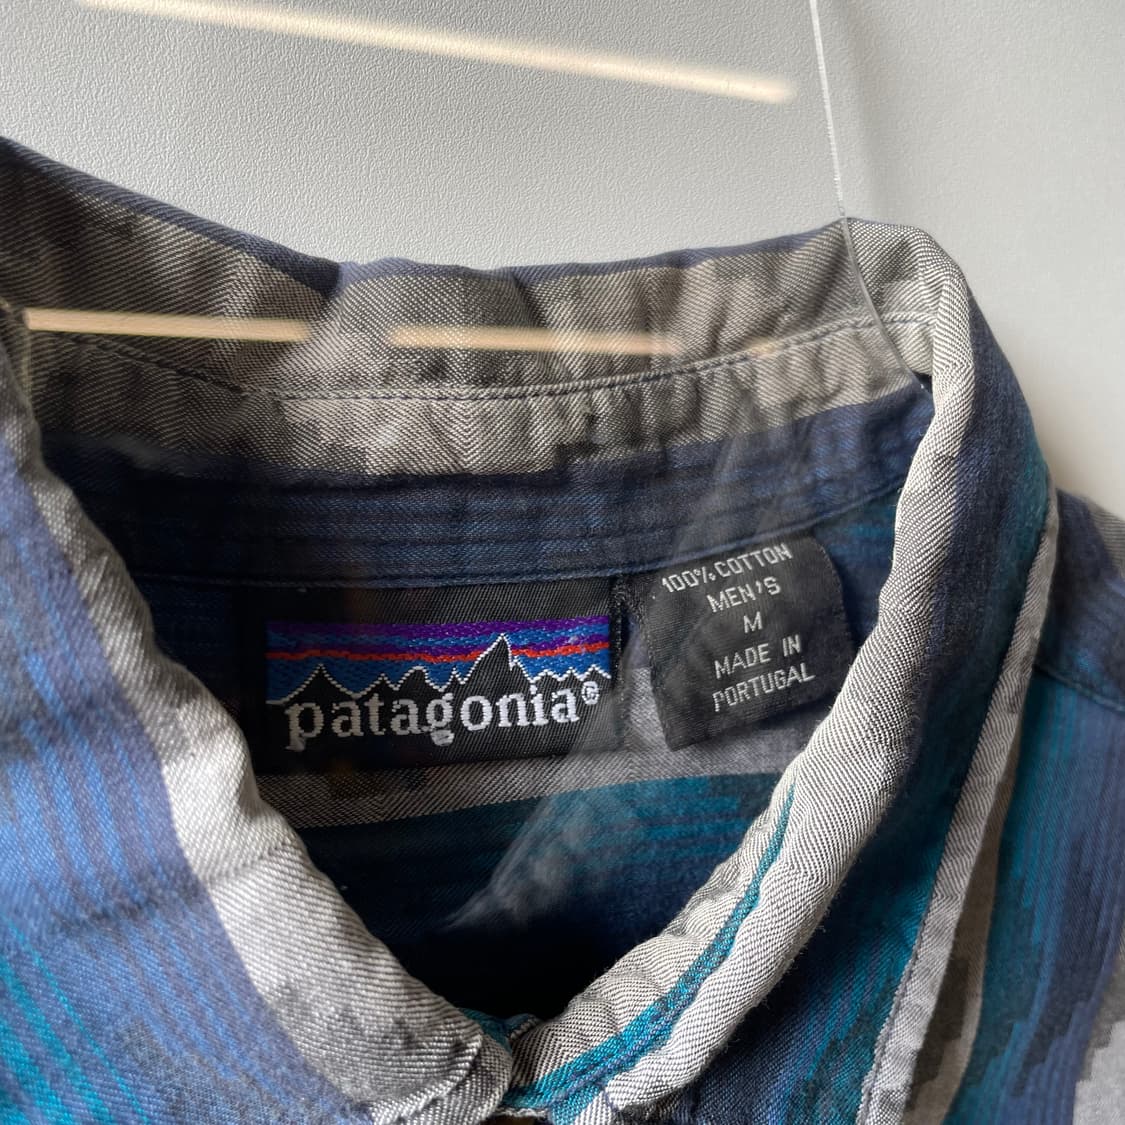 patagonia®
100% COTTON
MEN'S
M
MADE IN
PORTUGAL